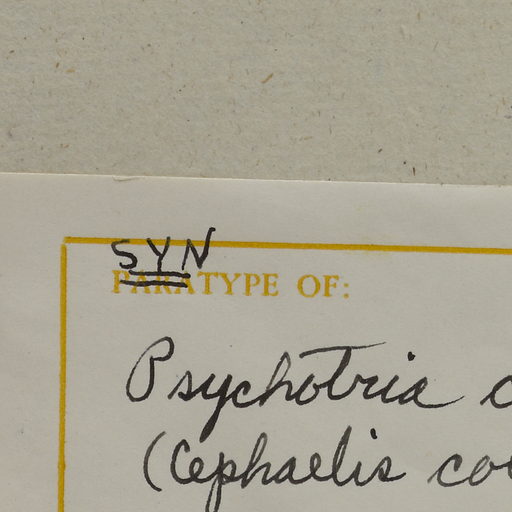 SYN
PARATYPE OF:
Psychotria
(Cephaelis